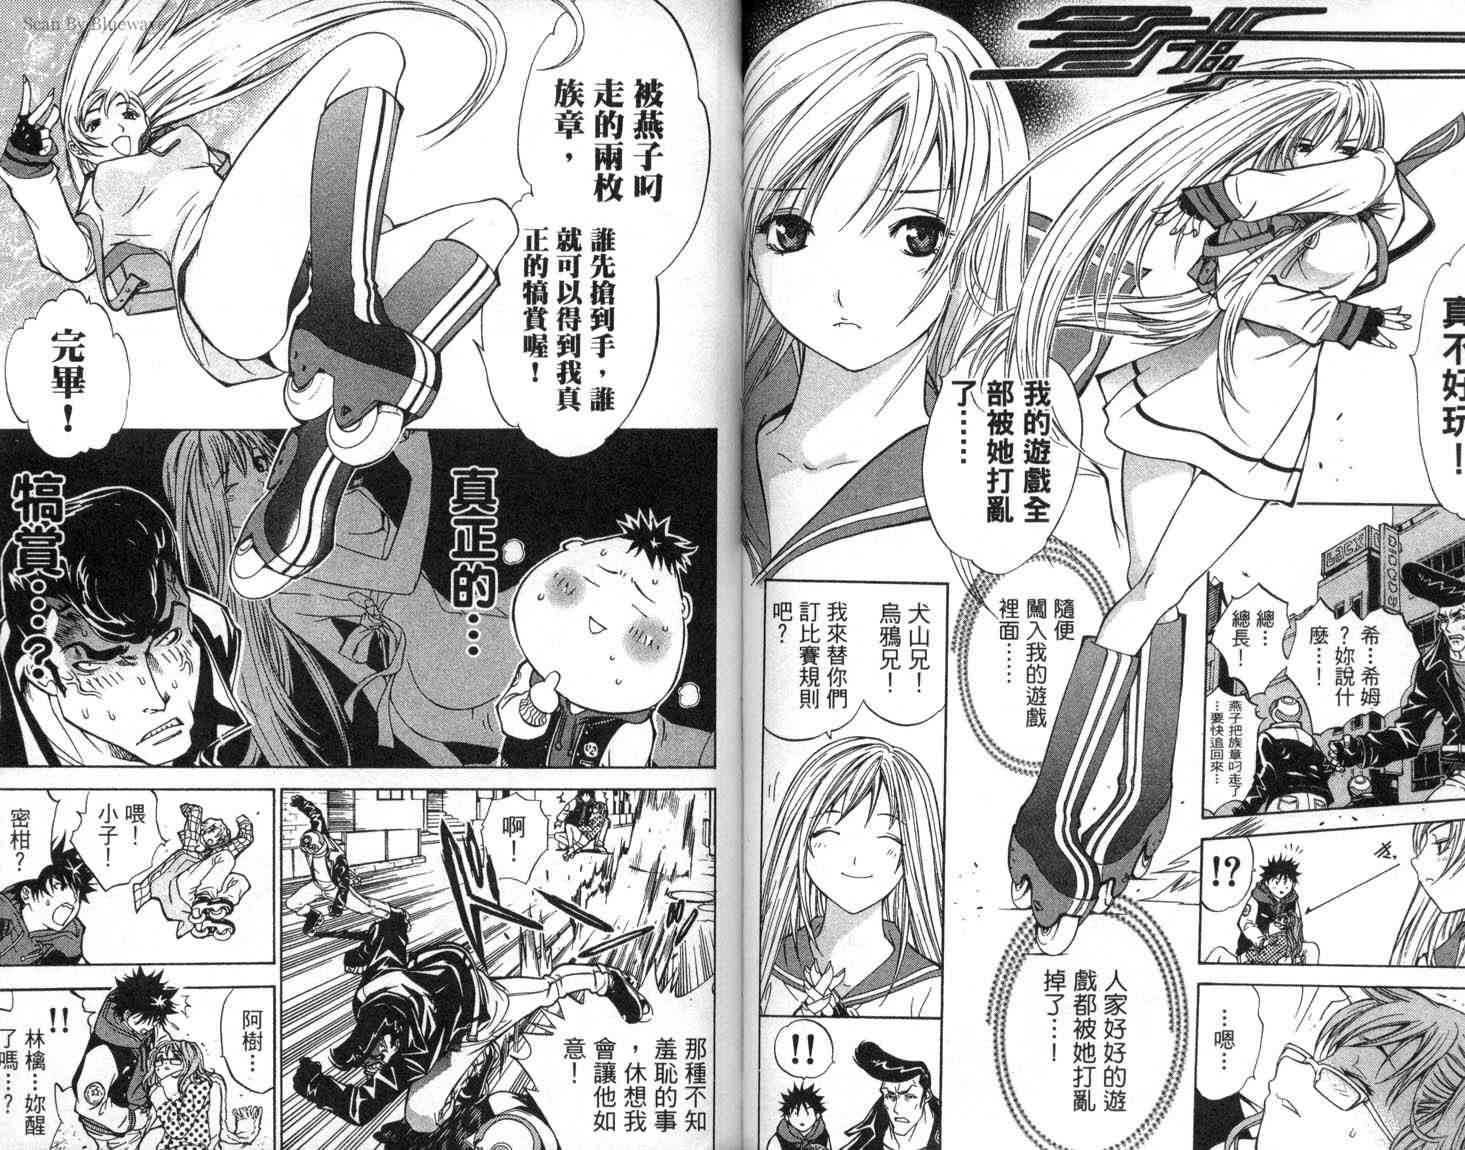 Scan By Bluewave
真不好玩!
我的遊戲全
部被她打亂
了……
希…希姆
?妳說什
麼…!
總…
總長!
燕子把族章叼走了
…要快追回來…
隨便
闖入我的遊戲
裡面……
!?
…嗯…
人家好好的遊
戲都被她打亂
掉了…!
犬山兄!
烏鴉兄!
我來替你們
訂比賽規則
吧?
!!
被燕子叼
走的兩枚
族章,
誰先搶到手,誰
就可以得到我真
正的犒賞喔!
完畢!
真正的…
犒賞……?
啊!
喂!
小子!
密柑?
那種不知
羞恥的事
,休想我
會讓他如
意!
阿樹…
!!
林檎…妳醒
了嗎…?